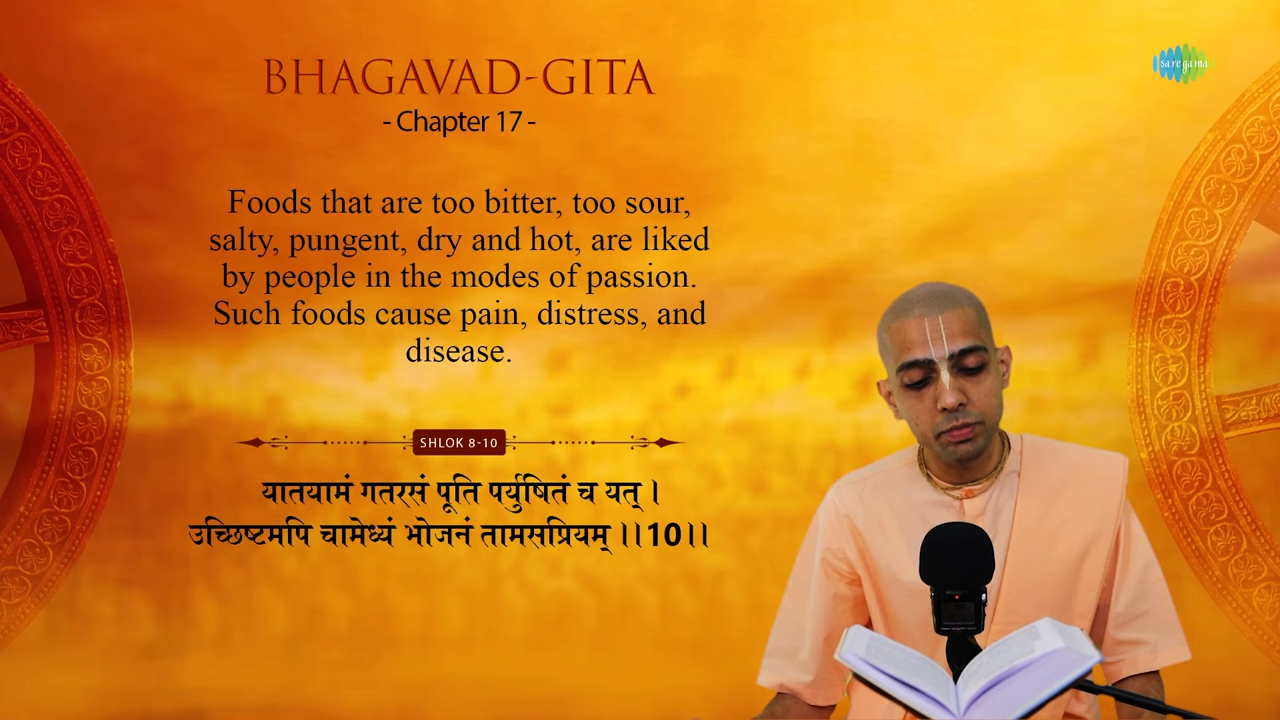 BHAGAVAD-GITA
saregama
- Chapter 17 -
Foods that are too bitter, too sour,
salty, pungent, dry and hot, are liked
by people in the modes of passion.
Such foods cause pain, distress, and
disease.
SHLOK 8-10
यातयामं गतरसं पूति पर्युषितं च यत् ।
उच्छिष्टमपि चामेध्यं भोजनं तामसप्रियम् ।।10।।